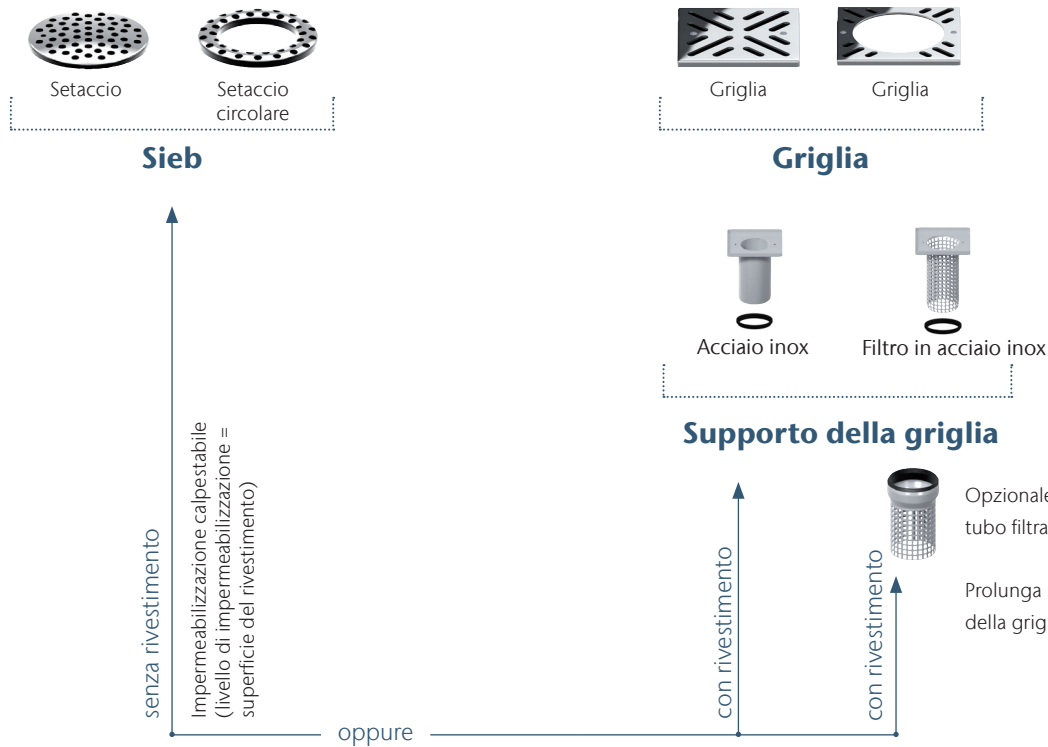 Setaccio
Setaccio
circolare
Sieb
Griglia
Griglia
Griglia
Acciaio inox
Filtro in acciaio inox
Supporto della griglia
Opzionale
tubo filtra
Prolunga
della grig
senza rivestimento
Impermeabilizzazione calpestabile
(livello di impermeabilizzazione =
superficie del rivestimento)
con rivestimento
con rivestimento
oppure